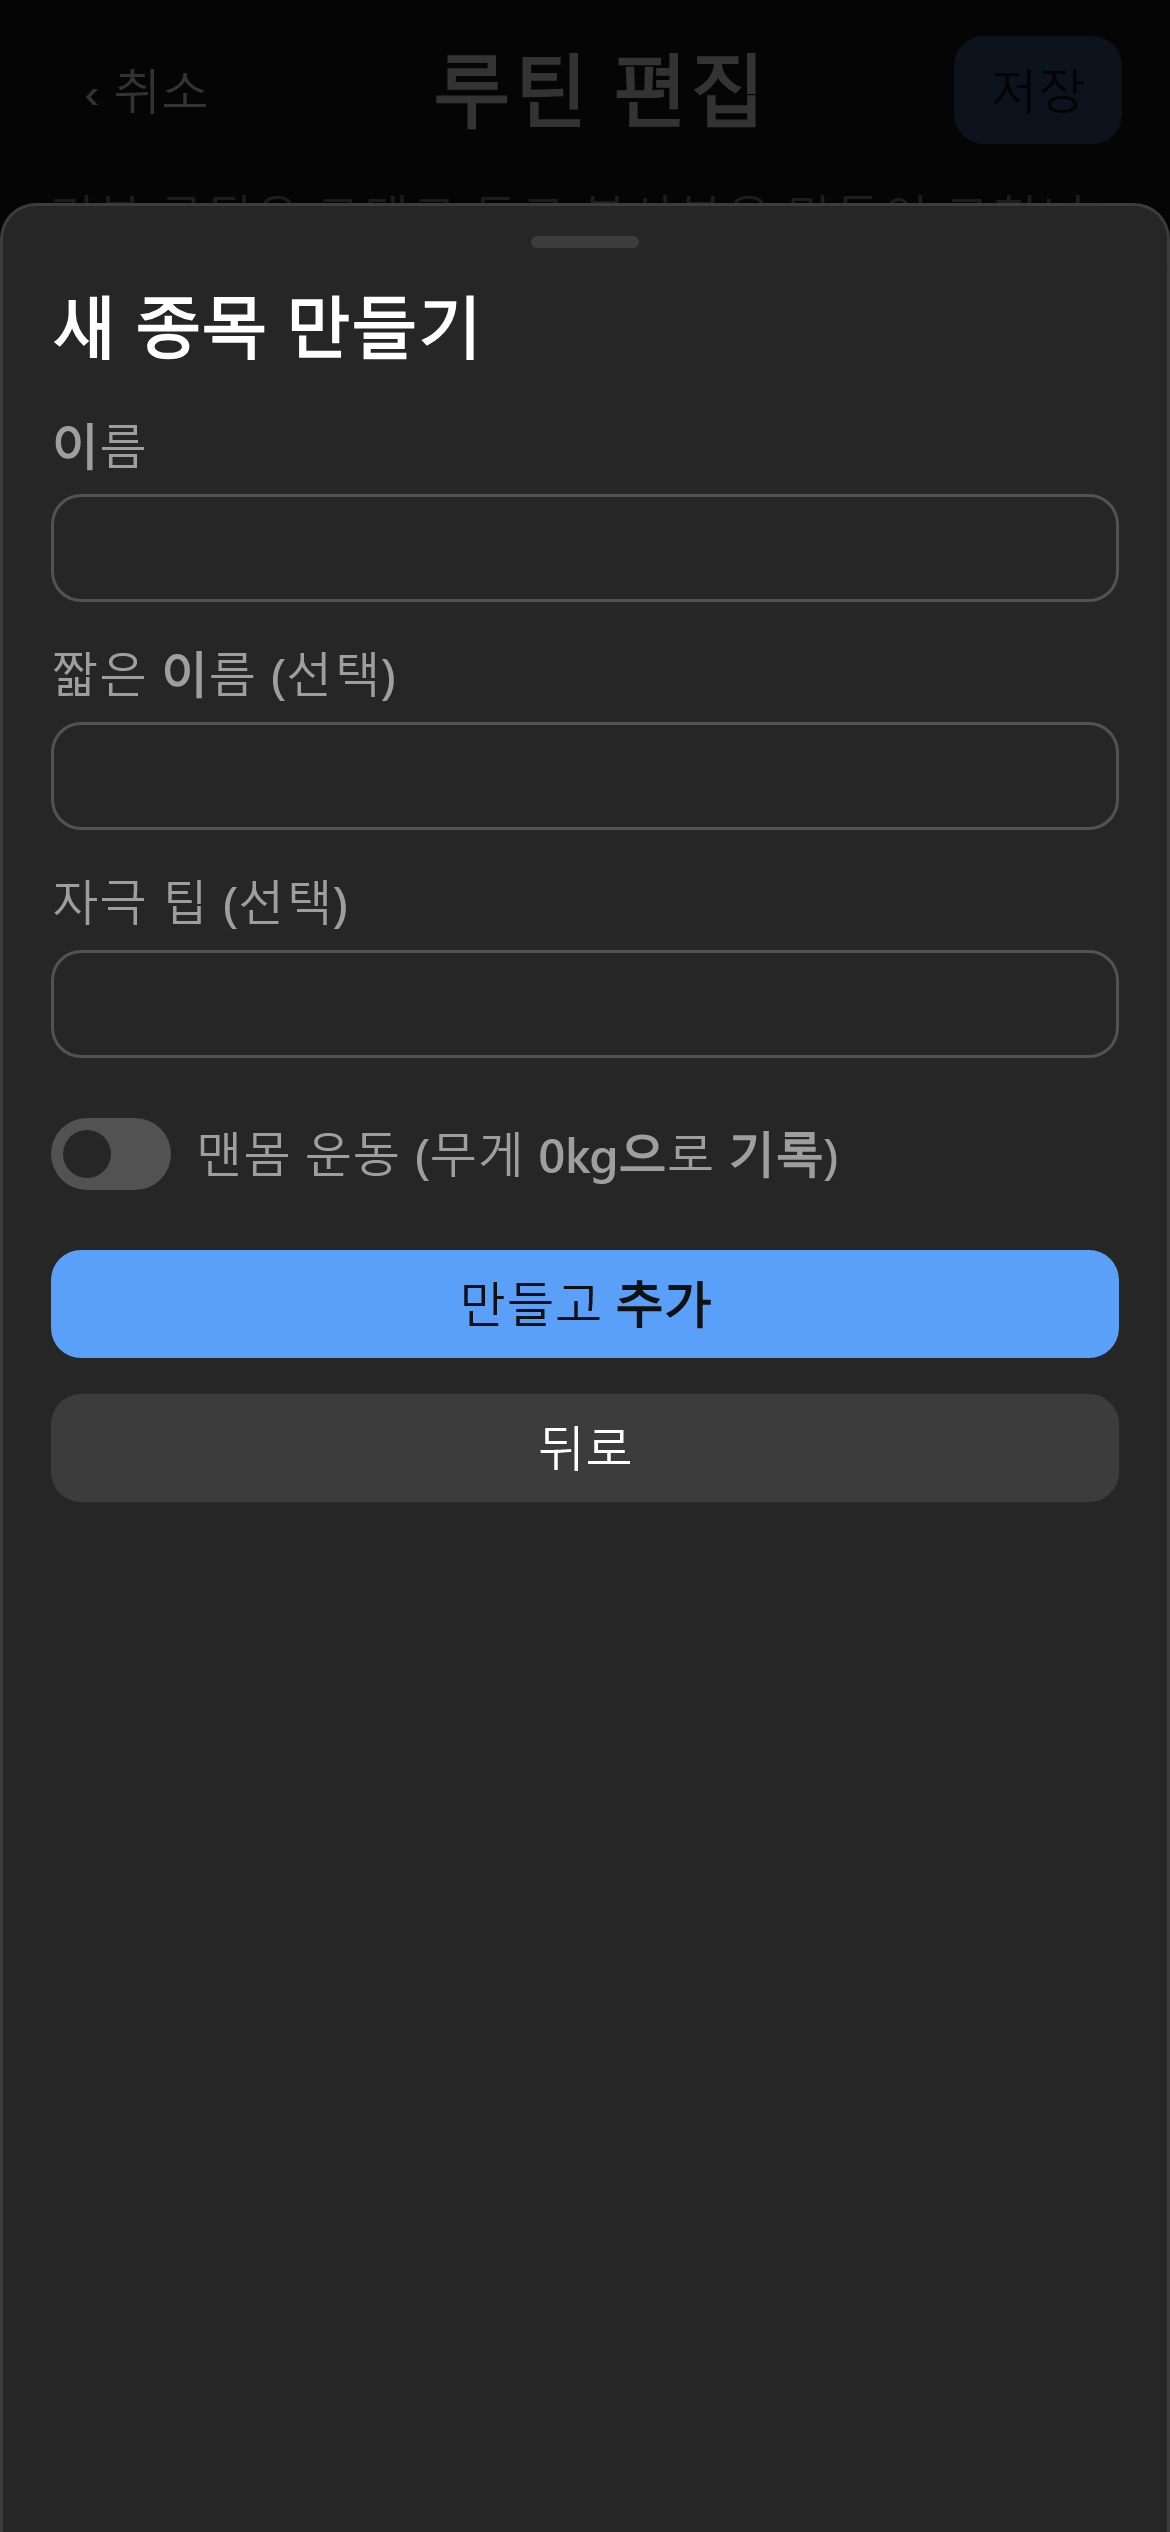 ‹ 취소
루틴 편집
저장
새 종목 만들기
이름
짧은 이름 (선택)
자극 팁 (선택)
맨몸 운동 (무게 0kg으로 기록)
만들고 추가
뒤로